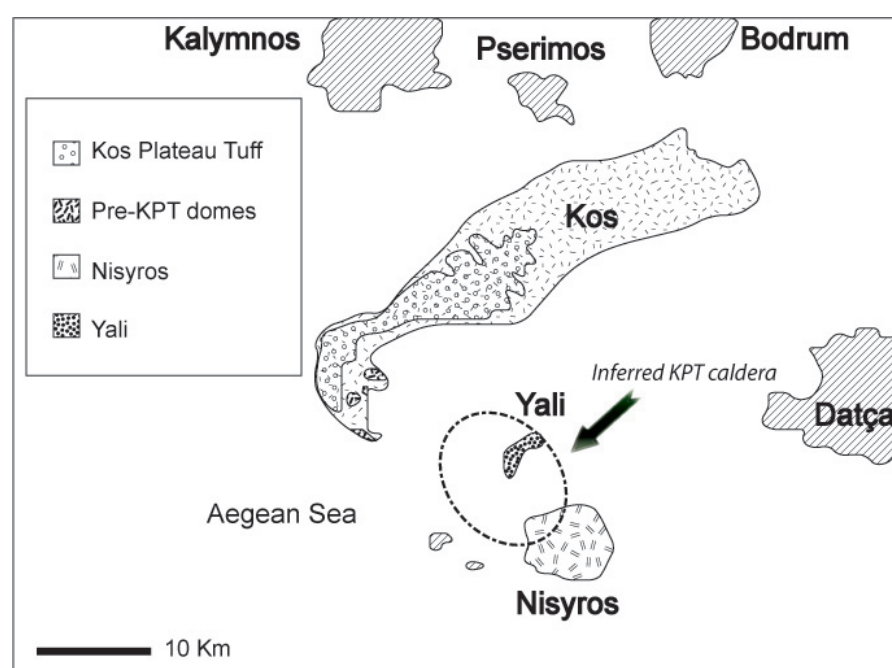 Kalymnos
Pserimos
Bodrum
Kos Plateau Tuff
Pre-KPT domes
Nisyros
Yali
Kos
Inferred KPT caldera
Yali
Datça
Aegean Sea
Nisyros
10 Km